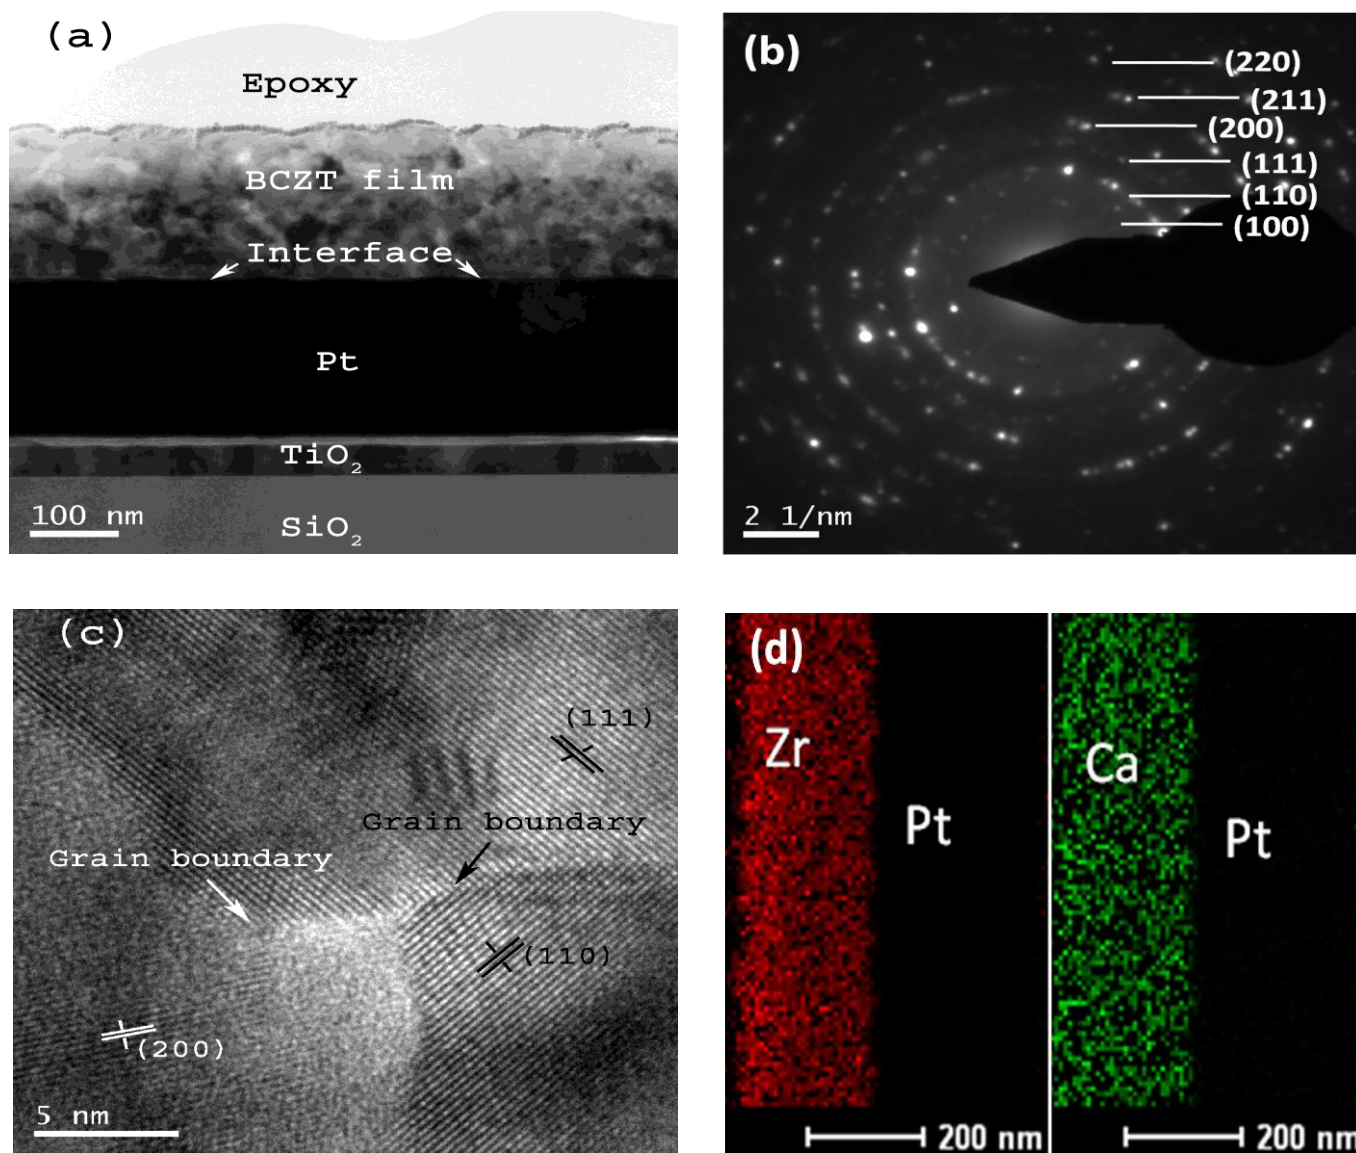 (a)
Epoxy
BCZT film
Interface
Pt
TiO₂
100 nm
SiO₂
(b)
(220)
(211)
(200)
(111)
(110)
(100)
2 1/nm
(c)
(111)
Grain boundary
Grain boundary
(110)
(200)
5 nm
(d)
Zr
Ca
Pt
Pt
200 nm
200 nm